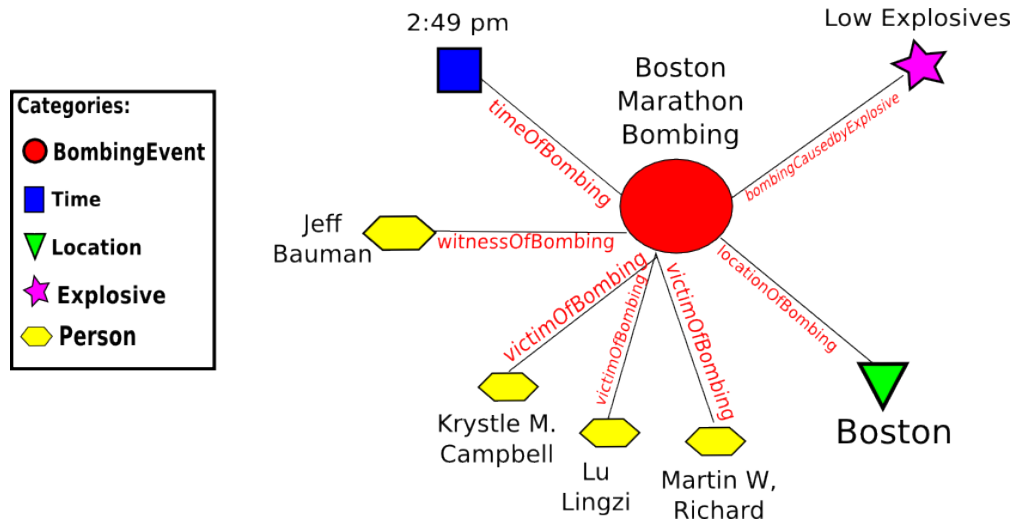 Categories:
BombingEvent
Time
Location
Explosive
Person
2:49 pm
Low Explosives
Boston
Marathon
Bombing
timeOfBombing
bombingCausedbyExplosive
Jeff
Bauman
witnessOfBombing
locationOfBombing
victimOfBombing
victimOfBombing
victimOfBombing
Krystle M.
Campbell
Lu
Lingzi
Martin W,
Richard
Boston